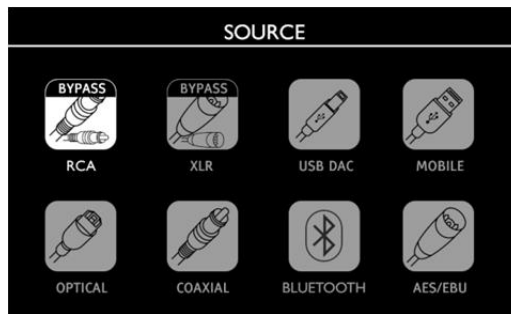 SOURCE
BYPASS BYPASS
RCA XLR USB DAC MOBILE
OPTICAL COAXIAL BLUETOOTH AES/EBU